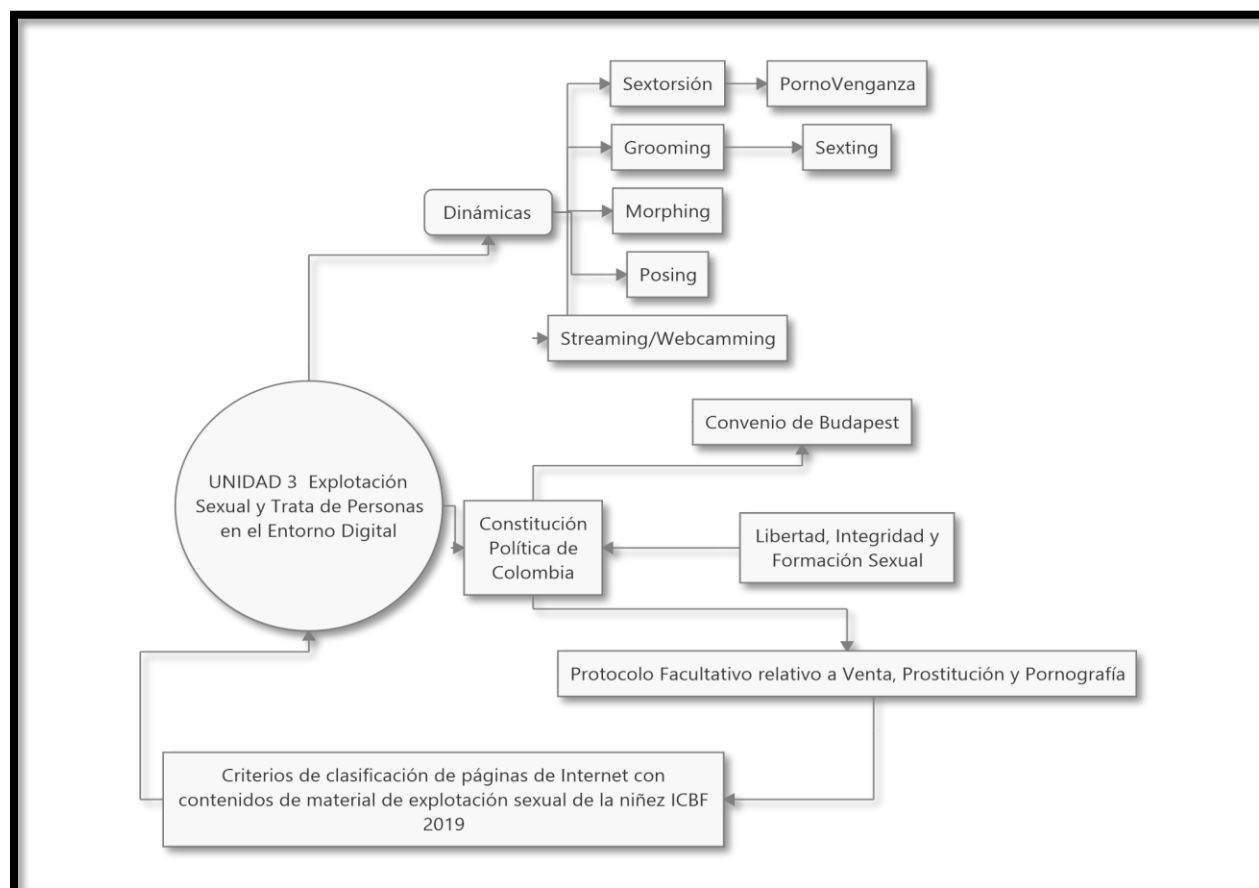 Sextorsión
PornoVenganza
Grooming
Sexting
Dinámicas
Morphing
Posing
Streaming/Webcamming
Convenio de Budapest
UNIDAD 3  Explotación
Sexual y Trata de Personas
en el Entorno Digital
Constitución
Política de
Colombia
Libertad, Integridad y
Formación Sexual
Protocolo Facultativo relativo a Venta, Prostitución y Pornografía
Criterios de clasificación de páginas de Internet con
contenidos de material de explotación sexual de la niñez ICBF
2019